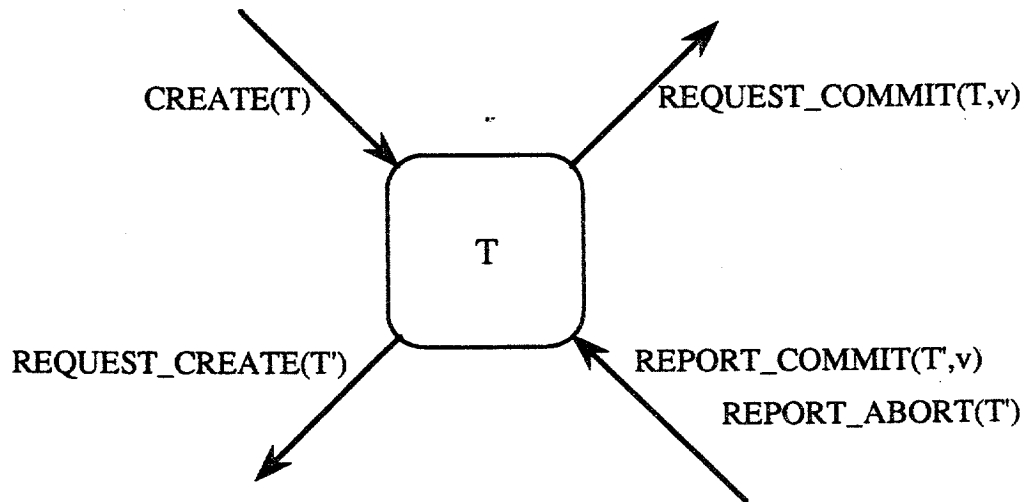 CREATE(T)
REQUEST_COMMIT(T,v)
T
REQUEST_CREATE(T')
REPORT_COMMIT(T',v)
REPORT_ABORT(T')